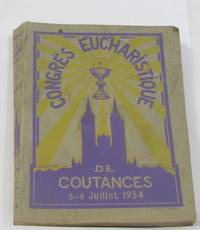 CONGRÈS EUCHARISTIQUE
DE
COUTANCES
5-8 Juillet 1934